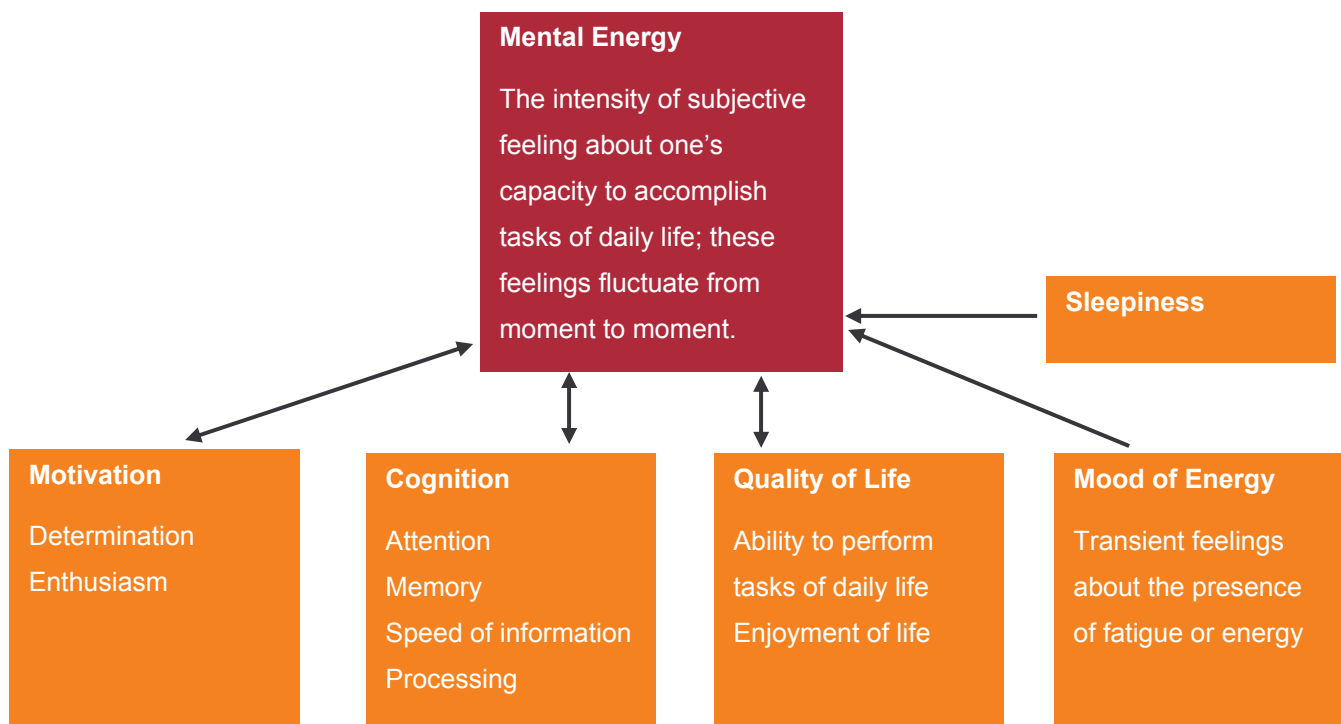 Mental Energy
The intensity of subjective
feeling about one’s
capacity to accomplish
tasks of daily life; these
feelings fluctuate from
moment to moment.
Sleepiness
Motivation
Determination
Enthusiasm
Cognition
Attention
Memory
Speed of information
Processing
Quality of Life
Ability to perform
tasks of daily life
Enjoyment of life
Mood of Energy
Transient feelings
about the presence
of fatigue or energy